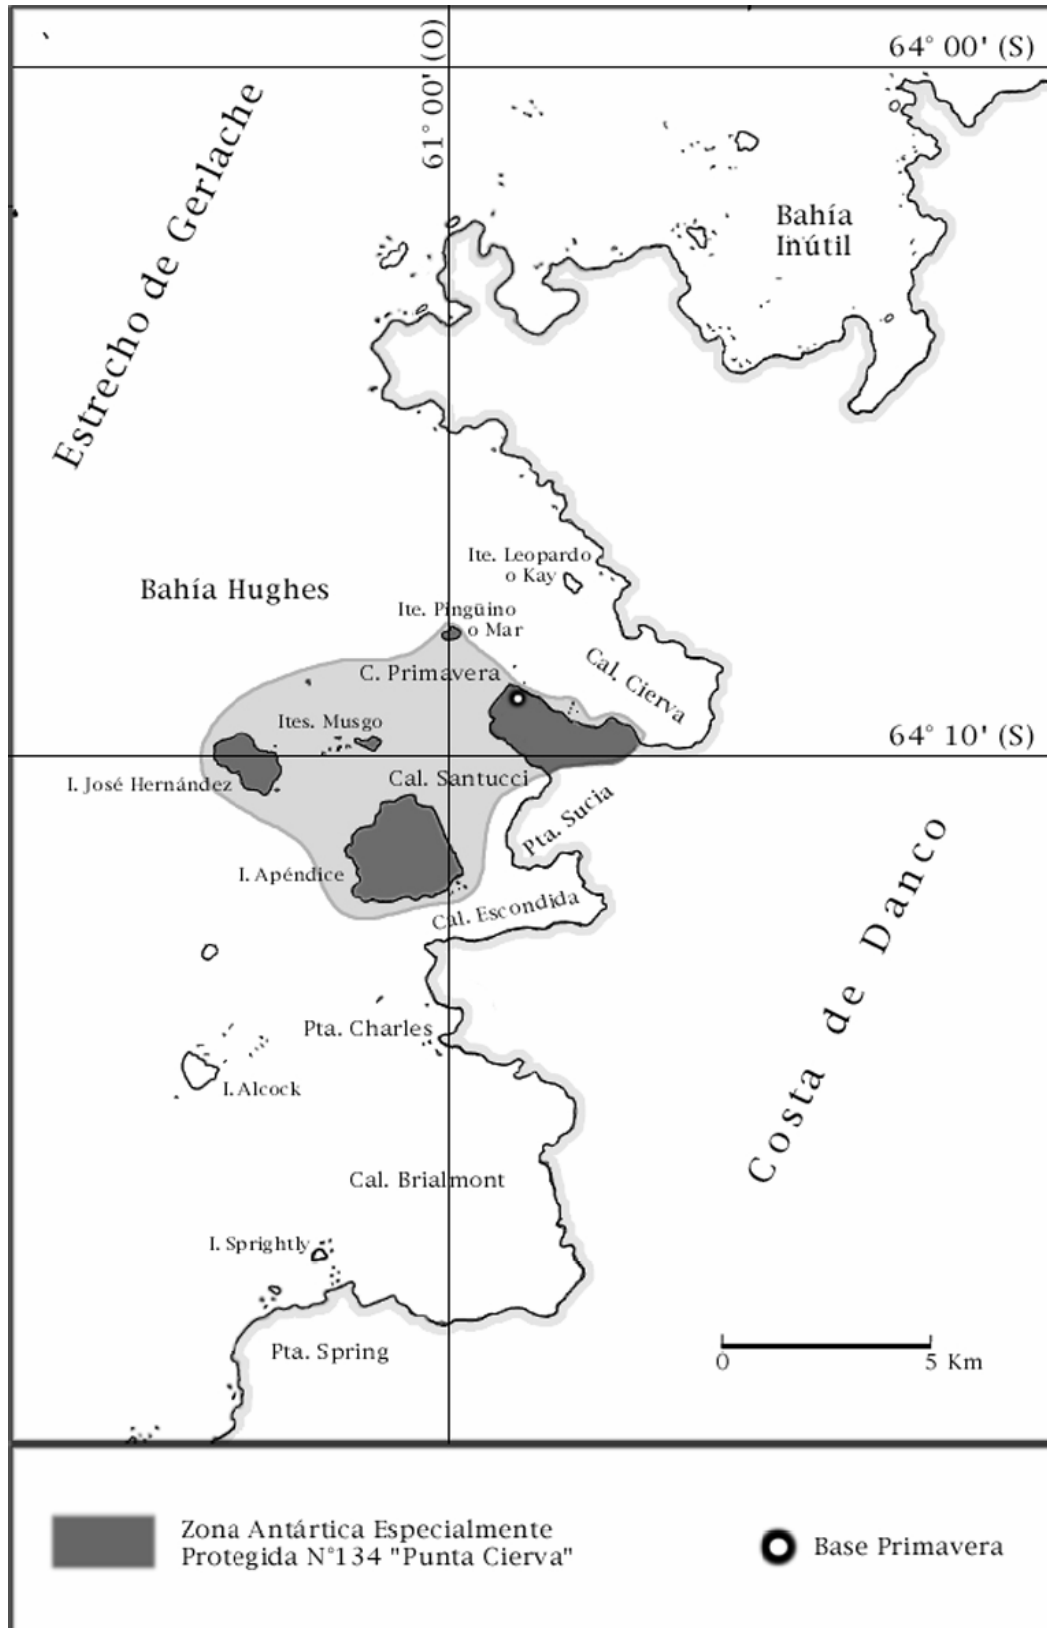 64° 00' (S)
61° 00' (O)
Estrecho de Gerlache
Bahía
Inútil
Ite. Leopardo
o Kay
Bahía Hughes
Ite. Pingüino
o Mar
Cal. Cierva
C. Primavera
Ites. Musgo
64° 10' (S)
I. José Hernández
Cal. Santucci
Pta. Sucia
I. Apéndice
Cal. Escondida
Costa de Danco
Pta. Charles
I. Alcock
Cal. Brialmont
I. Sprightly
Pta. Spring
0 5 Km
Zona Antártica Especialmente
Protegida N°134 "Punta Cierva"
Base Primavera